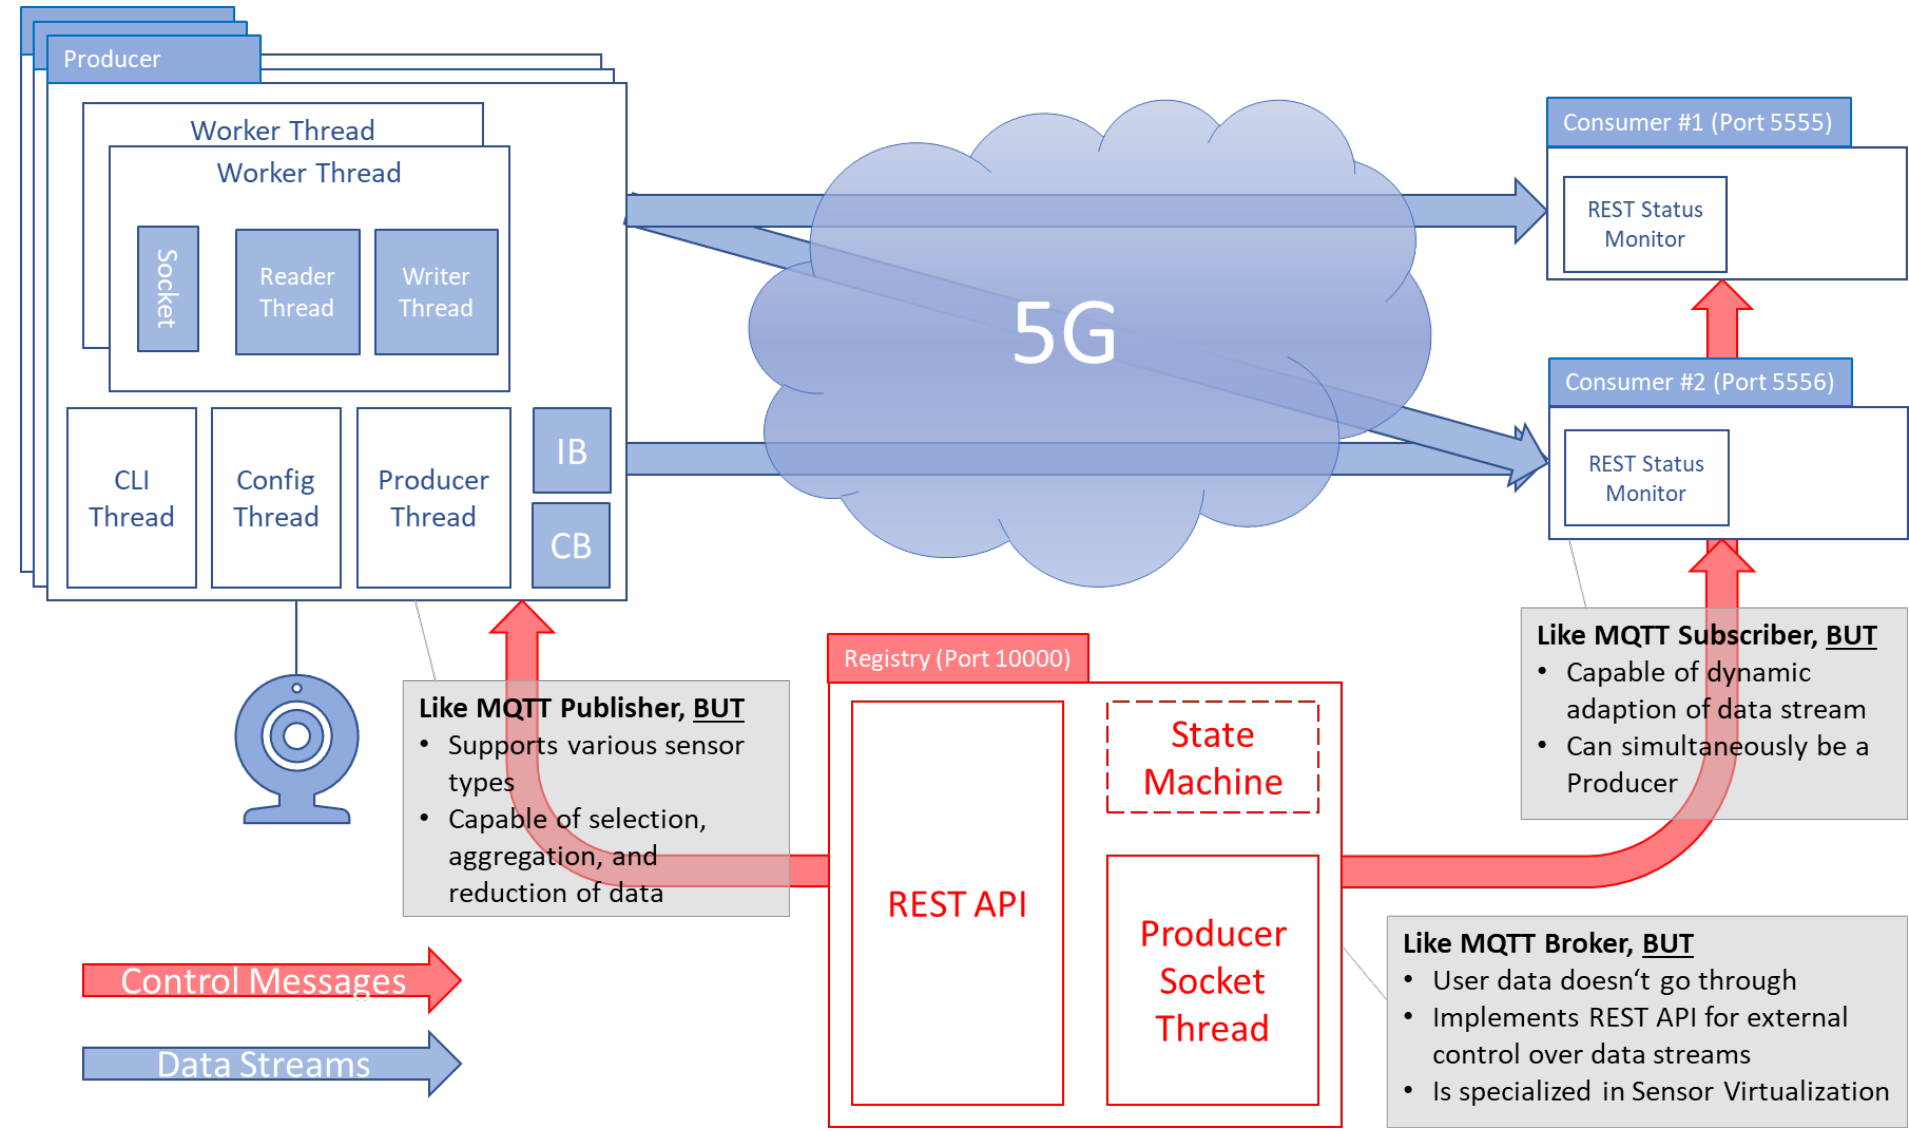 Producer
Worker Thread
Worker Thread
Socket
Reader
Thread
Writer
Thread
CLI
Thread
Config
Thread
Producer
Thread
IB
CB
5G
Consumer #1 (Port 5555)
REST Status
Monitor
Consumer #2 (Port 5556)
REST Status
Monitor
Like MQTT Publisher, BUT
• Supports various sensor
types
• Capable of selection,
aggregation, and
reduction of data
Registry (Port 10000)
REST API
State
Machine
Producer
Socket
Thread
Like MQTT Subscriber, BUT
• Capable of dynamic
adaption of data stream
• Can simultaneously be a
Producer
Like MQTT Broker, BUT
• User data doesn‘t go through
• Implements REST API for external
control over data streams
• Is specialized in Sensor Virtualization
Control Messages
Data Streams